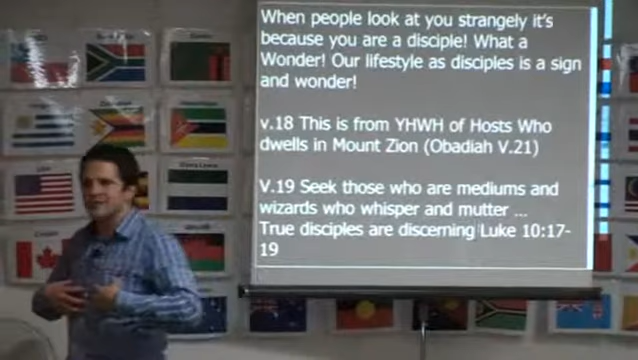 When people look at you strangely it's
because you are a disciple! What a
Wonder! Our lifestyle as disciples is a sign
and wonder!
v.18 This is from YHWH of Hosts Who
dwells in Mount Zion (Obadiah V.21)
V.19 Seek those who are mediums and
wizards who whisper and mutter ...
True disciples are discerning Luke 10:17-
19